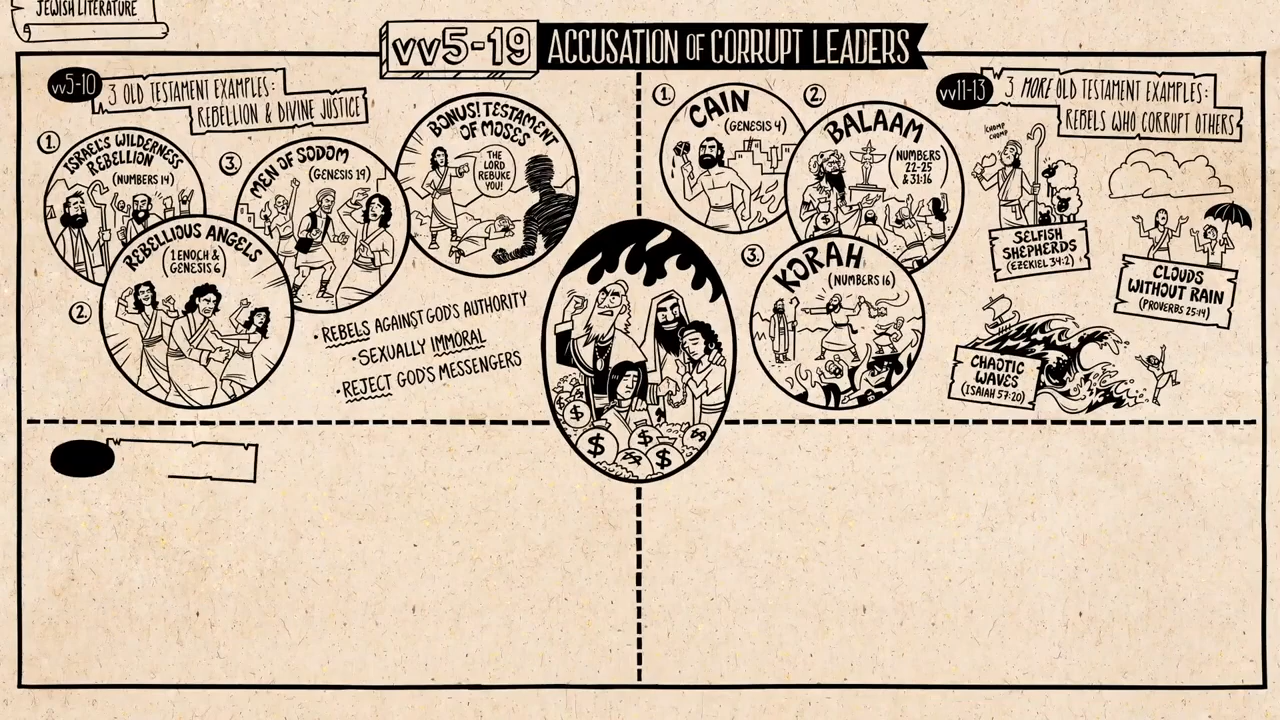 JEWISH LITERATURE
vv5-19 ACCUSATION OF CORRUPT LEADERS
vv5-10
3 OLD TESTAMENT EXAMPLES:
REBELLION & DIVINE JUSTICE
1.
ISRAEL'S WILDERNESS
REBELLION
(NUMBERS 14)
2.
REBELLIOUS ANGELS
(1 ENOCH &
GENESIS 6)
3.
MEN OF SODOM
(GENESIS 19)
BONUS! TESTAMENT
OF MOSES
THE
LORD
REBUKE
YOU!
• REBELS AGAINST GOD'S AUTHORITY
• SEXUALLY IMMORAL
• REJECT GOD'S MESSENGERS
$
$
$
$
$
$
1.
CAIN
(GENESIS 4)
2.
BALAAM
NUMBERS
22-25
& 31:16
$
3.
KORAH
(NUMBERS 16)
vv11-13
3 MORE OLD TESTAMENT EXAMPLES:
REBELS WHO CORRUPT OTHERS
CHOMP
CHOMP
SELFISH
SHEPHERDS
(EZEKIEL 34:2)
CLOUDS
WITHOUT RAIN
(PROVERBS 25:14)
CHAOTIC
WAVES
(ISAIAH 57:20)